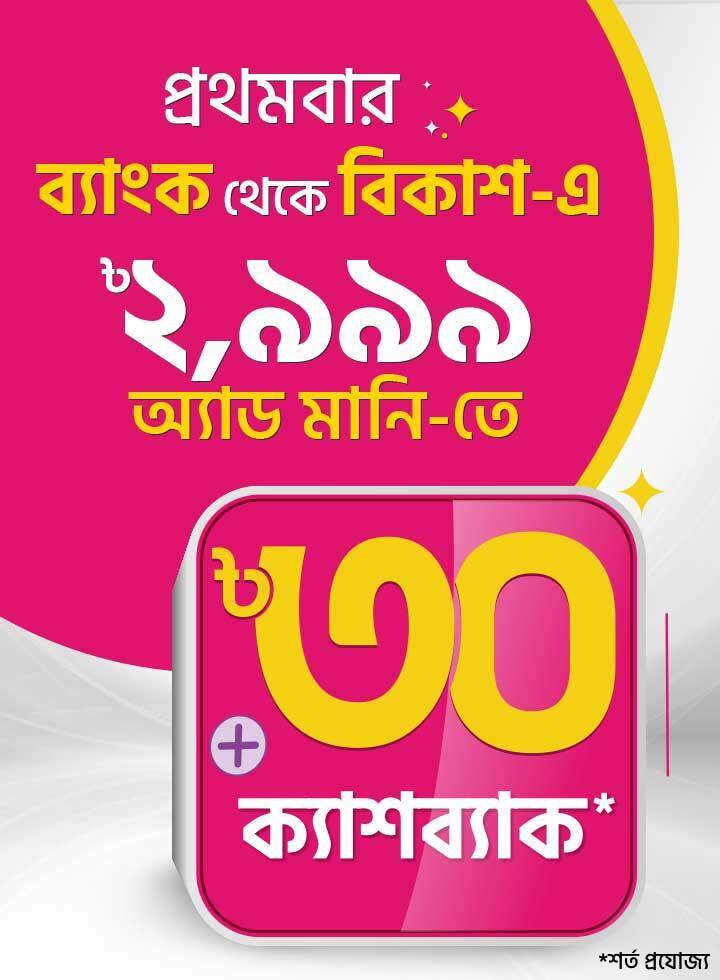 প্রথমবার
ব্যাংক থেকে বিকাশ-এ
৳২,৯৯৯
অ্যাড মানি-তে
৳৩০
+
ক্যাশব্যাক*
*শর্ত প্রযোজ্য